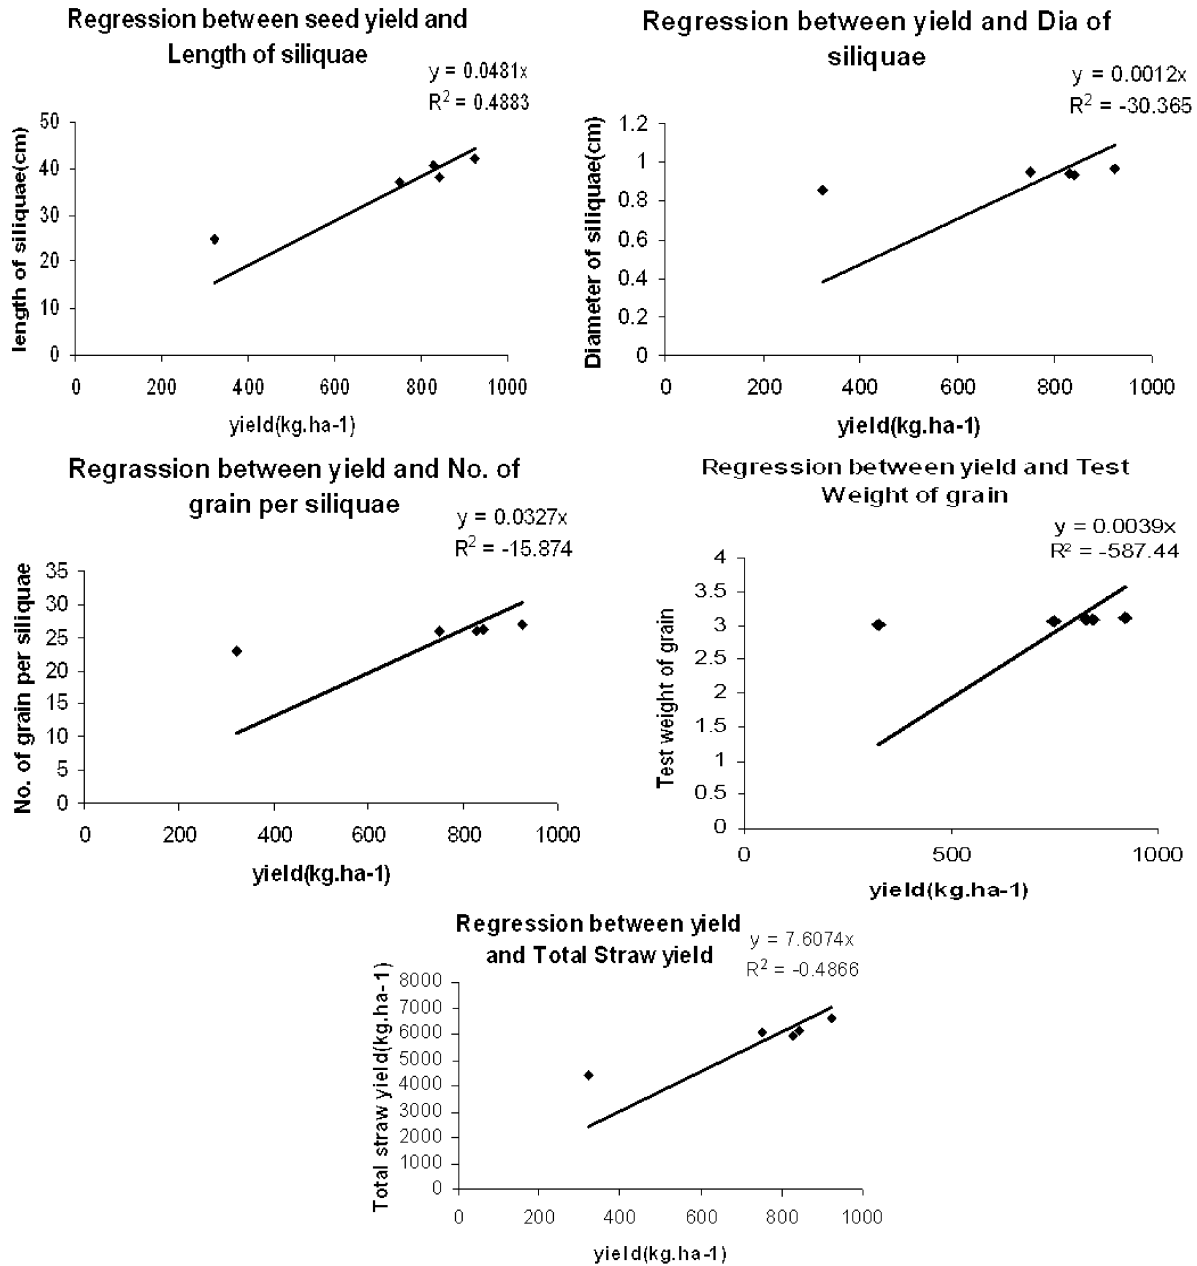 Regression between seed yield and
Length of siliquae
y = 0.0481x
R² = 0.4883
50
40
30
20
10
0
length of siliquae(cm)
0 200 400 600 800 1000
yield(kg.ha-1)
Regression between yield and Dia of
siliquae
y = 0.0012x
R² = -30.365
1.2
1
0.8
0.6
0.4
0.2
0
Diameter of siliquae(cm)
0 200 400 600 800 1000
yield(kg.ha-1)
Regrassion between yield and No. of
grain per siliquae
y = 0.0327x
R² = -15.874
35
30
25
20
15
10
5
0
No. of grain per siliquae
0 200 400 600 800 1000
yield(kg.ha-1)
Regression between yield and Test
Weight of grain
y = 0.0039x
R² = -587.44
4
3.5
3
2.5
2
1.5
1
0.5
0
Test weight of grain
0 500 1000
yield(kg.ha-1)
Regression between yield
and Total Straw yield
y = 7.6074x
R² = -0.4866
8000
7000
6000
5000
4000
3000
2000
1000
0
Total straw yield(kg.ha-1)
0 200 400 600 800 1000
yield(kg.ha-1)